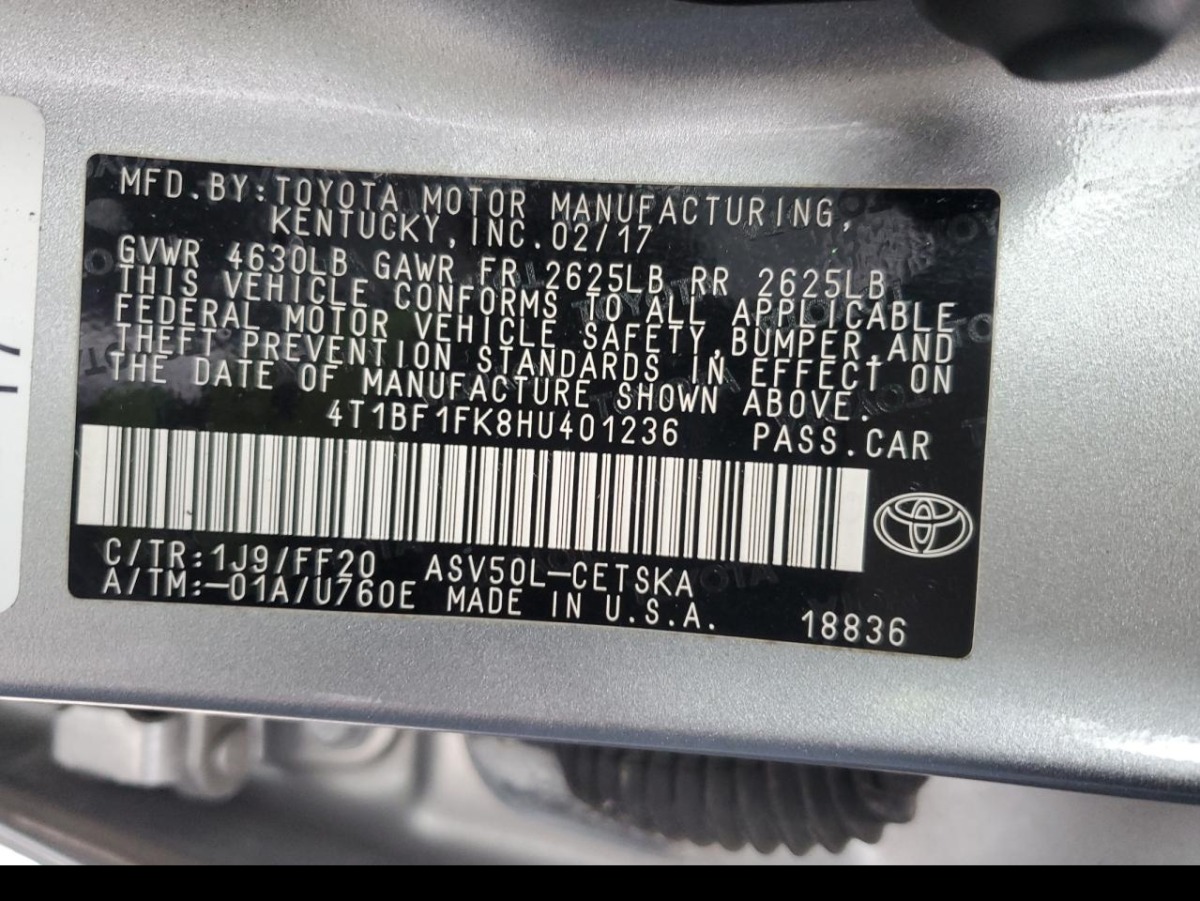 MFD.BY:TOYOTA MOTOR MANUFACTURING,
KENTUCKY,INC.02/17
GVWR 4630LB GAWR FR 2625LB RR 2625LB
THIS VEHICLE CONFORMS TO ALL APPLICABLE
FEDERAL MOTOR VEHICLE SAFETY,BUMPER,AND
THEFT PREVENTION STANDARDS IN EFFECT ON
THE DATE OF MANUFACTURE SHOWN ABOVE.
4T1BF1FK8HU401236 PASS.CAR
C/TR:1J9/FF20 ASV50L-CETSKA
A/TM:-01A/U760E MADE IN U.S.A.
18836